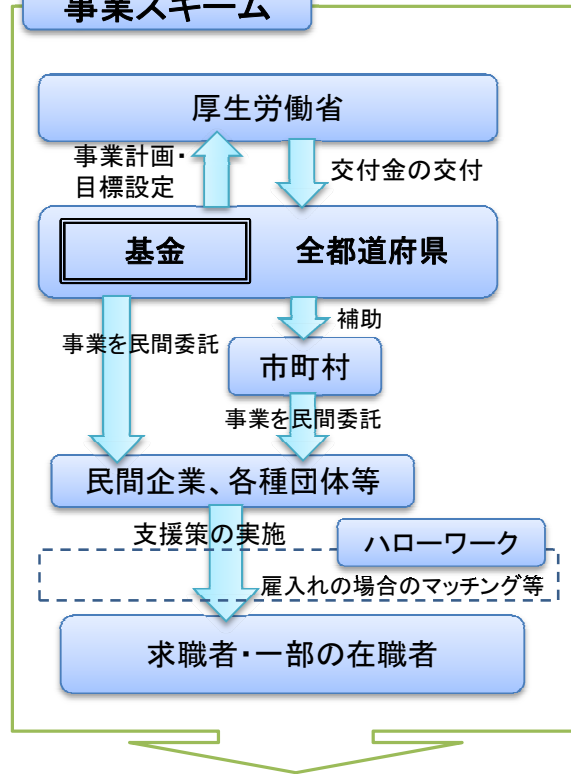 事業スキーム
厚生労働省
事業計画・
目標設定
交付金の交付
基金
全都道府県
補助
事業を民間委託
市町村
事業を民間委託
民間企業、各種団体等
支援策の実施
ハローワーク
雇入れの場合のマッチング等
求職者・一部の在職者